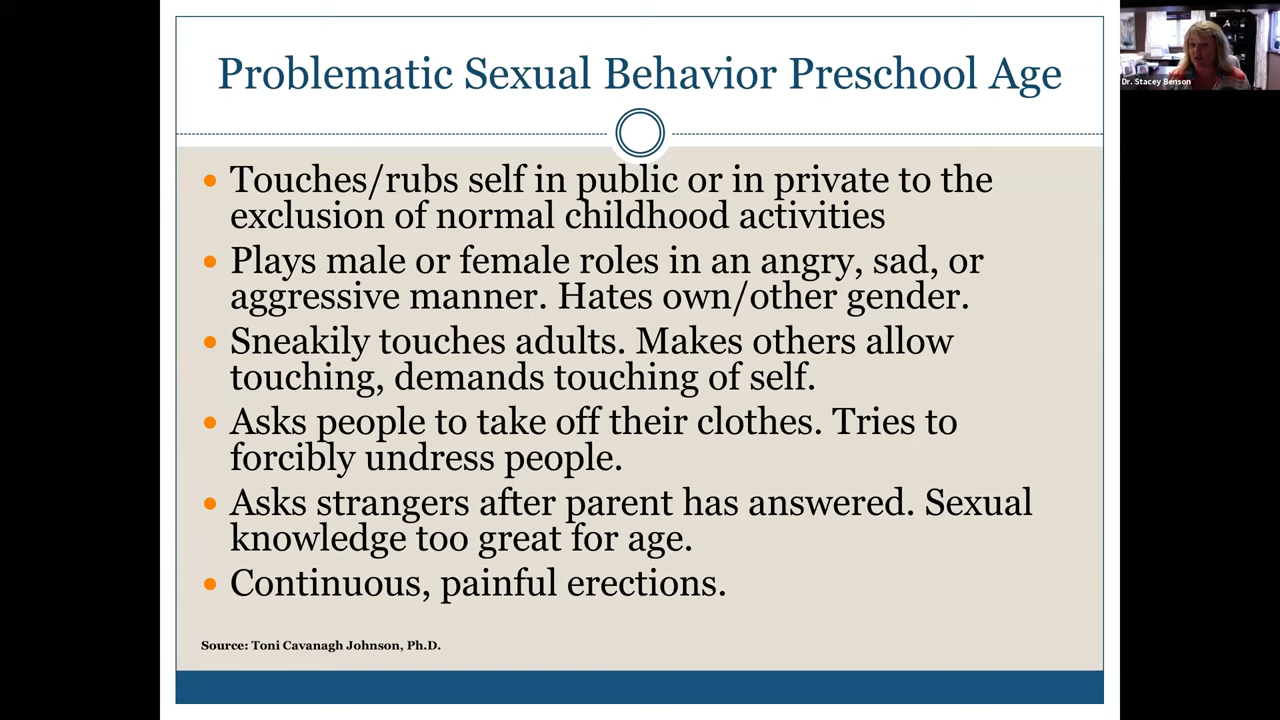 Problematic Sexual Behavior Preschool Age
Dr. Stacey Benson
Touches/rubs self in public or in private to the
exclusion of normal childhood activities
Plays male or female roles in an angry, sad, or
aggressive manner. Hates own/other gender.
Sneakily touches adults. Makes others allow
touching, demands touching of self.
Asks people to take off their clothes. Tries to
forcibly undress people.
Asks strangers after parent has answered. Sexual
knowledge too great for age.
Continuous, painful erections.
Source: Toni Cavanagh Johnson, Ph.D.